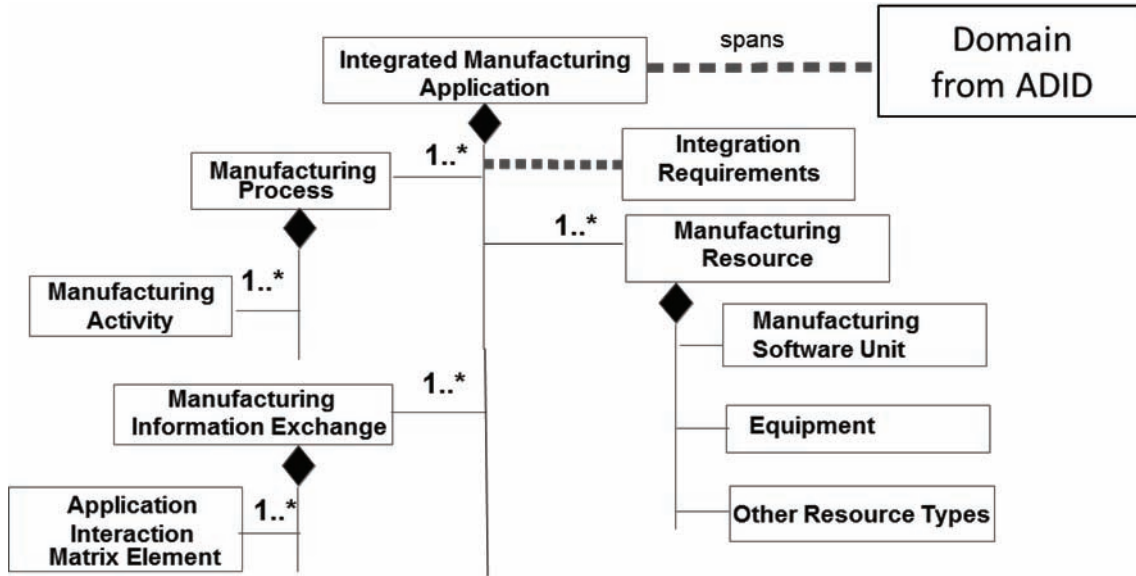 Integrated Manufacturing
Application
spans
Domain
from ADID
1..*
Manufacturing
Process
Integration
Requirements
1..*
Manufacturing
Resource
1..*
Manufacturing
Activity
Manufacturing
Software Unit
1..*
Manufacturing
Information Exchange
Equipment
1..*
Application
Interaction
Matrix Element
Other Resource Types